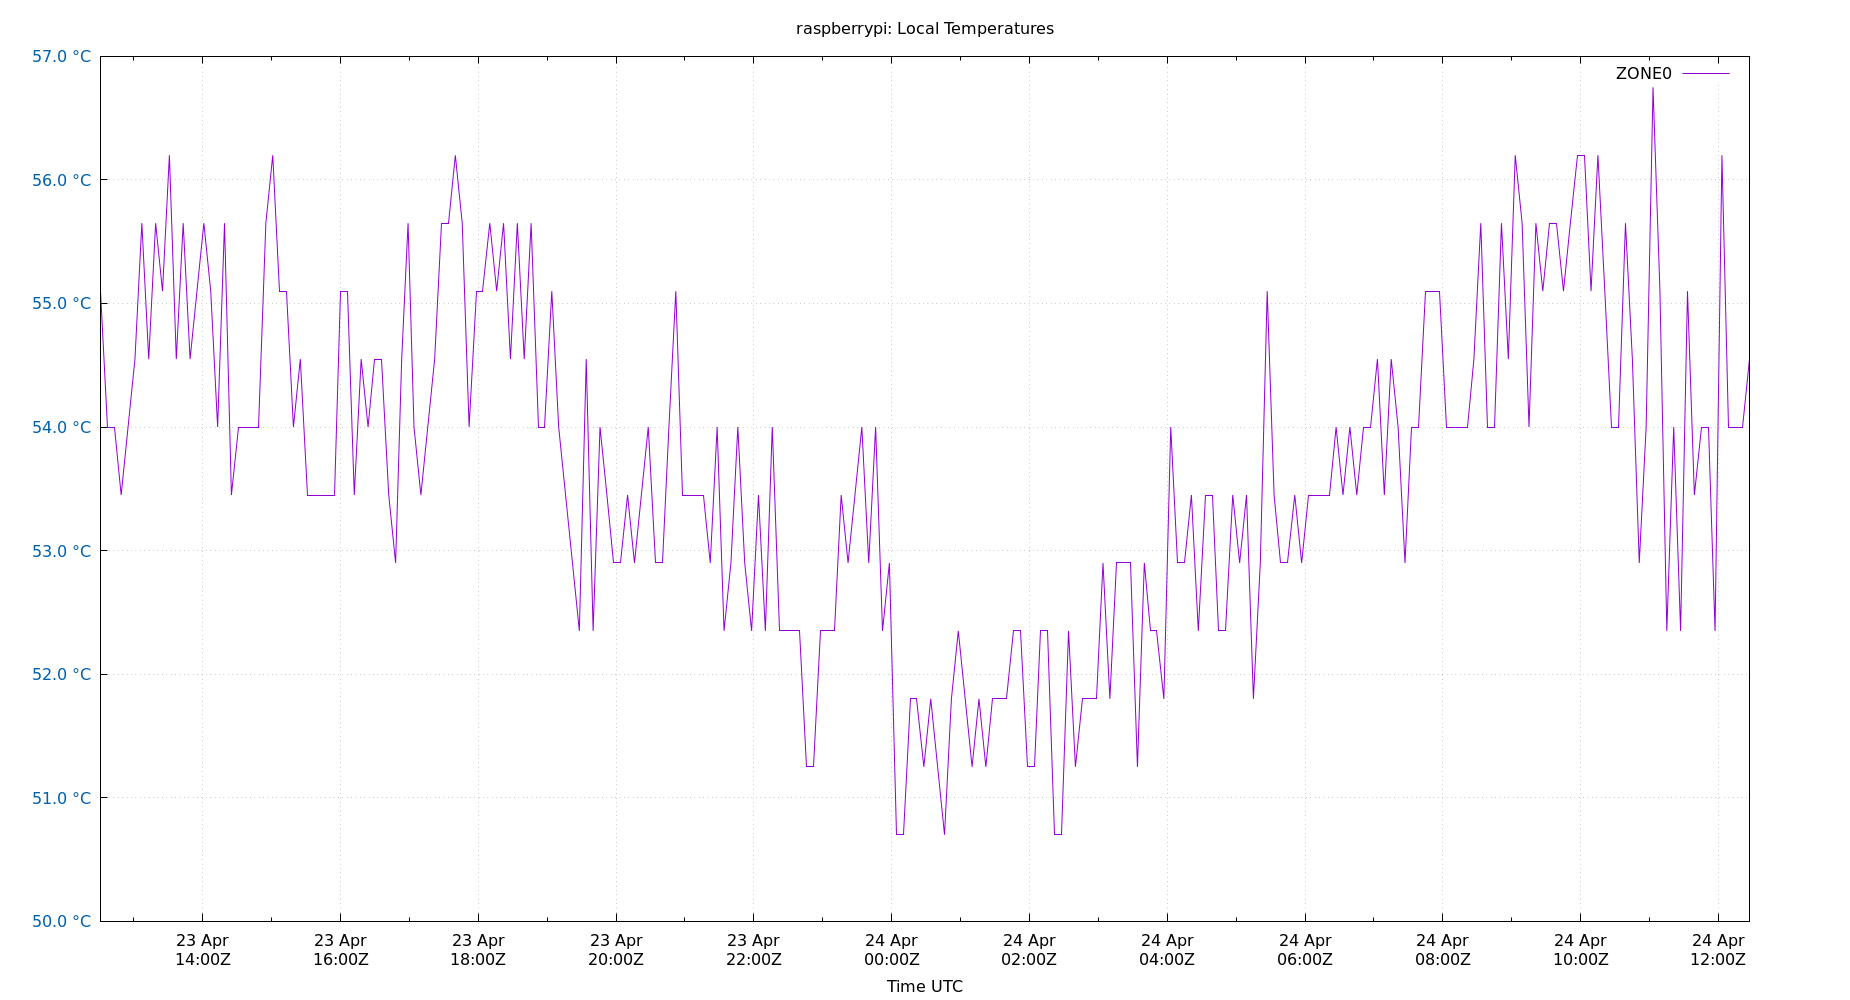 raspberrypi: Local Temperatures
57.0 °C
ZONE0
56.0 °C
55.0 °C
54.0 °C
53.0 °C
52.0 °C
51.0 °C
50.0 °C
23 Apr 23 Apr 23 Apr 23 Apr 23 Apr 24 Apr 24 Apr 24 Apr 24 Apr 24 Apr 24 Apr 24 Apr
14:00Z 16:00Z 18:00Z 20:00Z 22:00Z 00:00Z 02:00Z 04:00Z 06:00Z 08:00Z 10:00Z 12:00Z
Time UTC